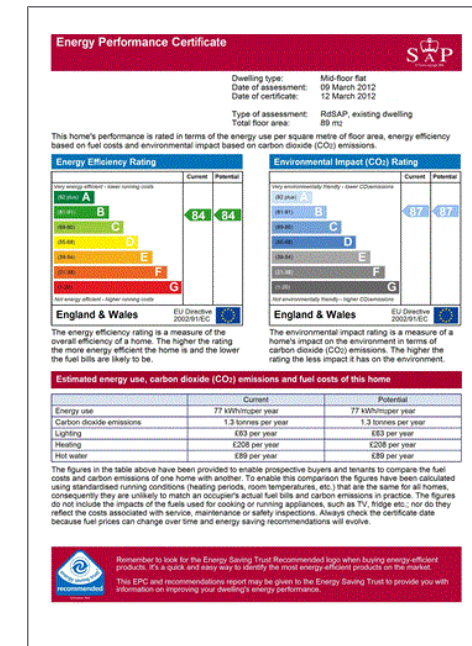 Energy Performance Certificate
SAP
Dwelling type: Mid-floor flat
Date of assessment: 09 March 2012
Date of certificate: 12 March 2012
Type of assessment: RdSAP, existing dwelling
Total floor area: 89 m2
This home's performance is rated in terms of the energy use per square metre of floor area, energy efficiency
based on fuel costs and environmental impact based on carbon dioxide (CO2) emissions.
Energy Efficiency Rating
Current Potential
Very energy efficient - lower running costs
(92 plus) A
(81-91) B
84 84
(69-80) C
(55-68) D
(39-54) E
(21-38) F
(1-20) G
Not energy efficient - higher running costs
England & Wales
EU Directive
2002/91/EC
The energy efficiency rating is a measure of the
overall efficiency of a home. The higher the rating
the more energy efficient the home is and the lower
the fuel bills are likely to be.
Environmental Impact (CO2) Rating
Current Potential
Very environmentally friendly - lower CO2emissions
(92 plus) A
(81-91) B
87 87
(69-80) C
(55-68) D
(39-54) E
(21-38) F
(1-20) G
Not environmentally friendly - higher CO2emissions
England & Wales
EU Directive
2002/91/EC
The environmental impact rating is a measure of a
home's impact on the environment in terms of
carbon dioxide (CO2) emissions. The higher the
rating the less impact it has on the environment.
Estimated energy use, carbon dioxide (CO2) emissions and fuel costs of this home
Current Potential
Energy use 77 kWh/m2per year 77 kWh/m2per year
Carbon dioxide emissions 1.3 tonnes per year 1.3 tonnes per year
Lighting £63 per year £63 per year
Heating £208 per year £208 per year
Hot water £89 per year £89 per year
The figures in the table above have been provided to enable prospective buyers and tenants to compare the fuel
costs and carbon emissions of one home with another. To enable this comparison the figures have been calculated
using standardised running conditions (heating periods, room temperatures, etc.) that are the same for all homes,
consequently they are unlikely to match an occupier's actual fuel bills and carbon emissions in practice. The figures
do not include the impacts of the fuels used for cooking or running appliances, such as TV, fridge etc.; nor do they
reflect the costs associated with service, maintenance or safety inspections. Always check the certificate date
because fuel prices can change over time and energy saving recommendations will evolve.
energy saving trust
recommended
Remember to look for the Energy Saving Trust Recommended logo when buying energy-efficient
products. It's a quick and easy way to identify the most energy-efficient products on the market.
This EPC and recommendations report may be given to the Energy Saving Trust to provide you with
information on improving your dwelling's energy performance.